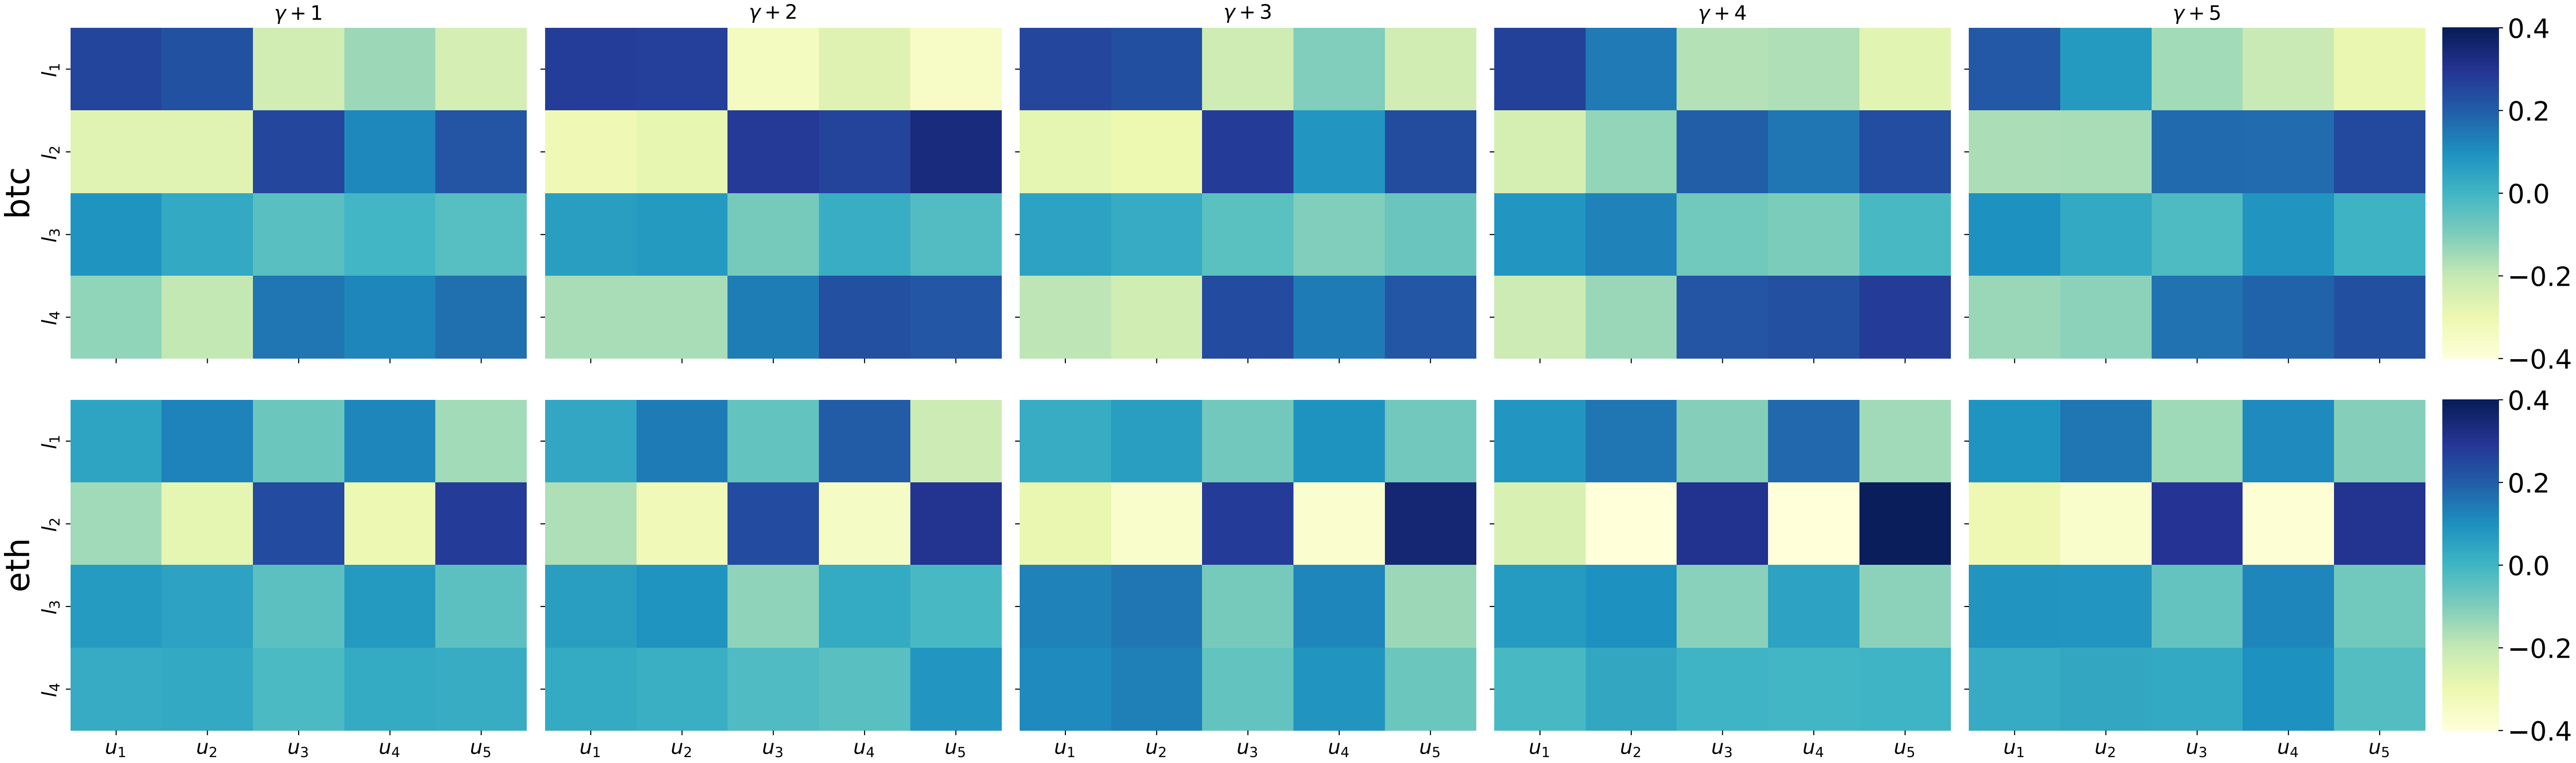 γ + 1 γ + 2 γ + 3 γ + 4 γ + 5
btc
l₁
l₂
l₃
l₄
0.4
0.2
0.0
−0.2
−0.4
eth
l₁
l₂
l₃
l₄
0.4
0.2
0.0
−0.2
−0.4
u₁ u₂ u₃ u₄ u₅ u₁ u₂ u₃ u₄ u₅ u₁ u₂ u₃ u₄ u₅ u₁ u₂ u₃ u₄ u₅ u₁ u₂ u₃ u₄ u₅